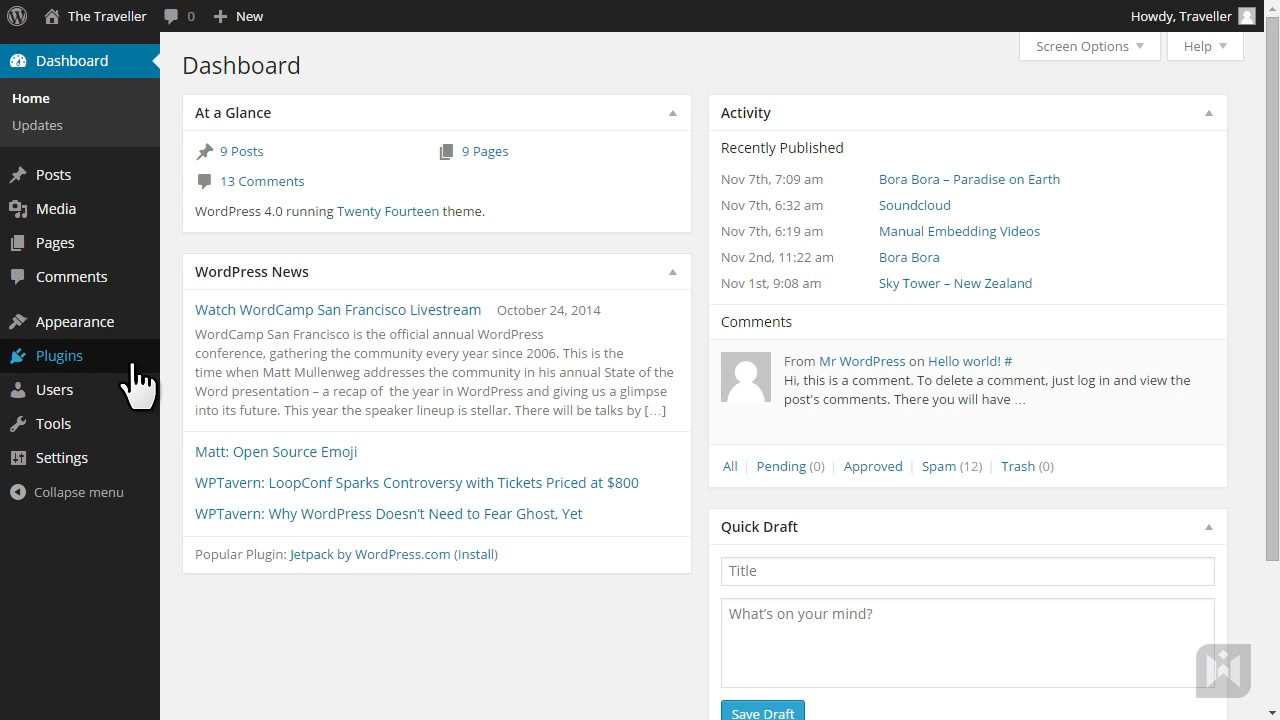 The Traveller 0 New Howdy, Traveller
Screen Options Help
Dashboard
Home
Updates
Posts
Media
Pages
Comments
Appearance
Plugins
Users
Tools
Settings
Collapse menu
Dashboard
At a Glance
9 Posts 9 Pages
13 Comments
WordPress 4.0 running Twenty Fourteen theme.
WordPress News
Watch WordCamp San Francisco Livestream October 24, 2014
WordCamp San Francisco is the official annual WordPress
conference, gathering the community every year since 2006. This is the
time when Matt Mullenweg addresses the community in his annual State of the
Word presentation – a recap of the year in WordPress and giving us a glimpse
into its future. This year the speaker lineup is stellar. There will be talks by […]
Matt: Open Source Emoji
WPTavern: LoopConf Sparks Controversy with Tickets Priced at $800
WPTavern: Why WordPress Doesn’t Need to Fear Ghost, Yet
Popular Plugin: Jetpack by WordPress.com (Install)
Activity
Recently Published
Nov 7th, 7:09 am Bora Bora – Paradise on Earth
Nov 7th, 6:32 am Soundcloud
Nov 7th, 6:19 am Manual Embedding Videos
Nov 2nd, 11:22 am Bora Bora
Nov 1st, 9:08 am Sky Tower – New Zealand
Comments
From Mr WordPress on Hello world! #
Hi, this is a comment. To delete a comment, just log in and view the
post's comments. There you will have …
All | Pending (0) | Approved | Spam (12) | Trash (0)
Quick Draft
Title
What’s on your mind?
Save Draft